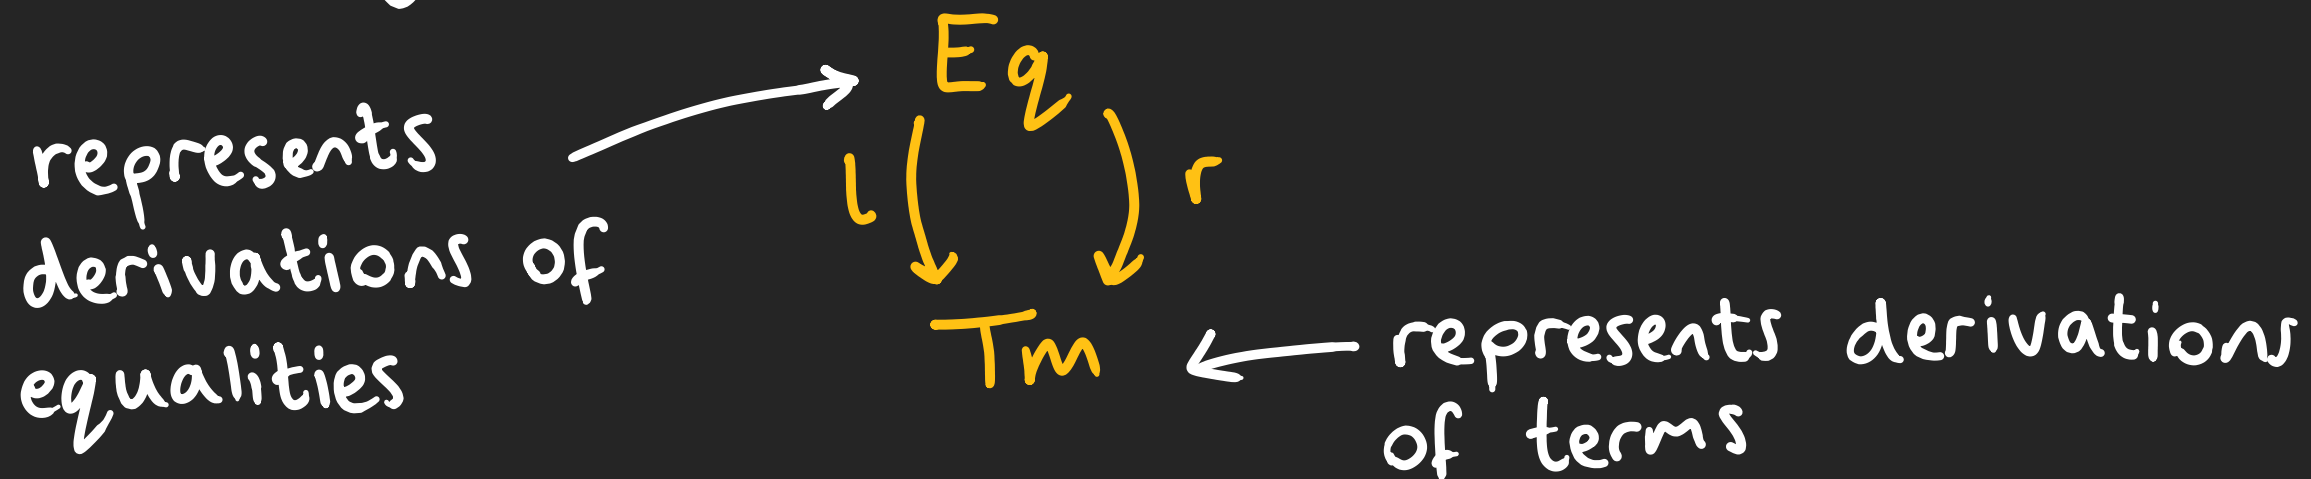 Eq
represents
derivations of
equalities
l
r
Tm
represents derivations
of terms